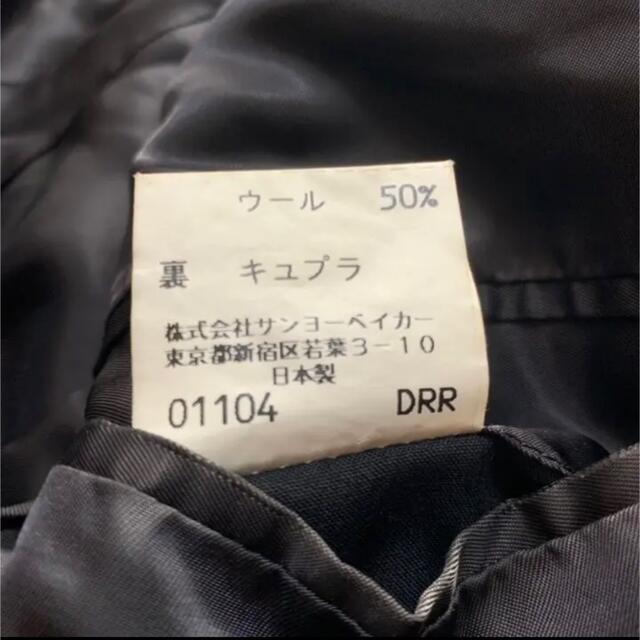 ウール 50%
裏 キュプラ
株式会社サンヨーベイカー
東京都新宿区若葉3-10
日本製
01104 DRR